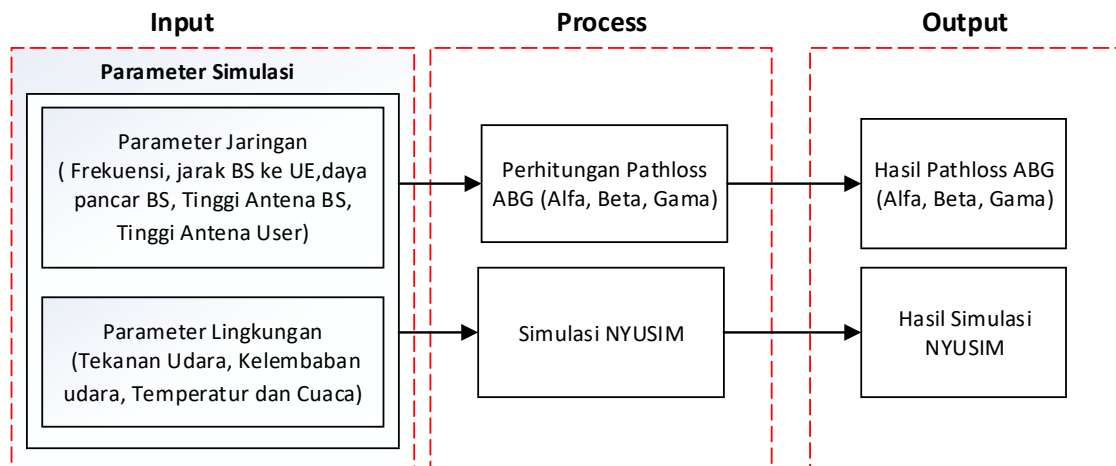 Input
Process
Output
Parameter Simulasi
Parameter Jaringan
( Frekuensi, jarak BS ke UE,daya
pancar BS, Tinggi Antena BS,
Tinggi Antena User)
Perhitungan Pathloss
ABG (Alfa, Beta, Gama)
Hasil Pathloss ABG
(Alfa, Beta, Gama)
Parameter Lingkungan
(Tekanan Udara, Kelembaban
udara, Temperatur dan Cuaca)
Simulasi NYUSIM
Hasil Simulasi
NYUSIM